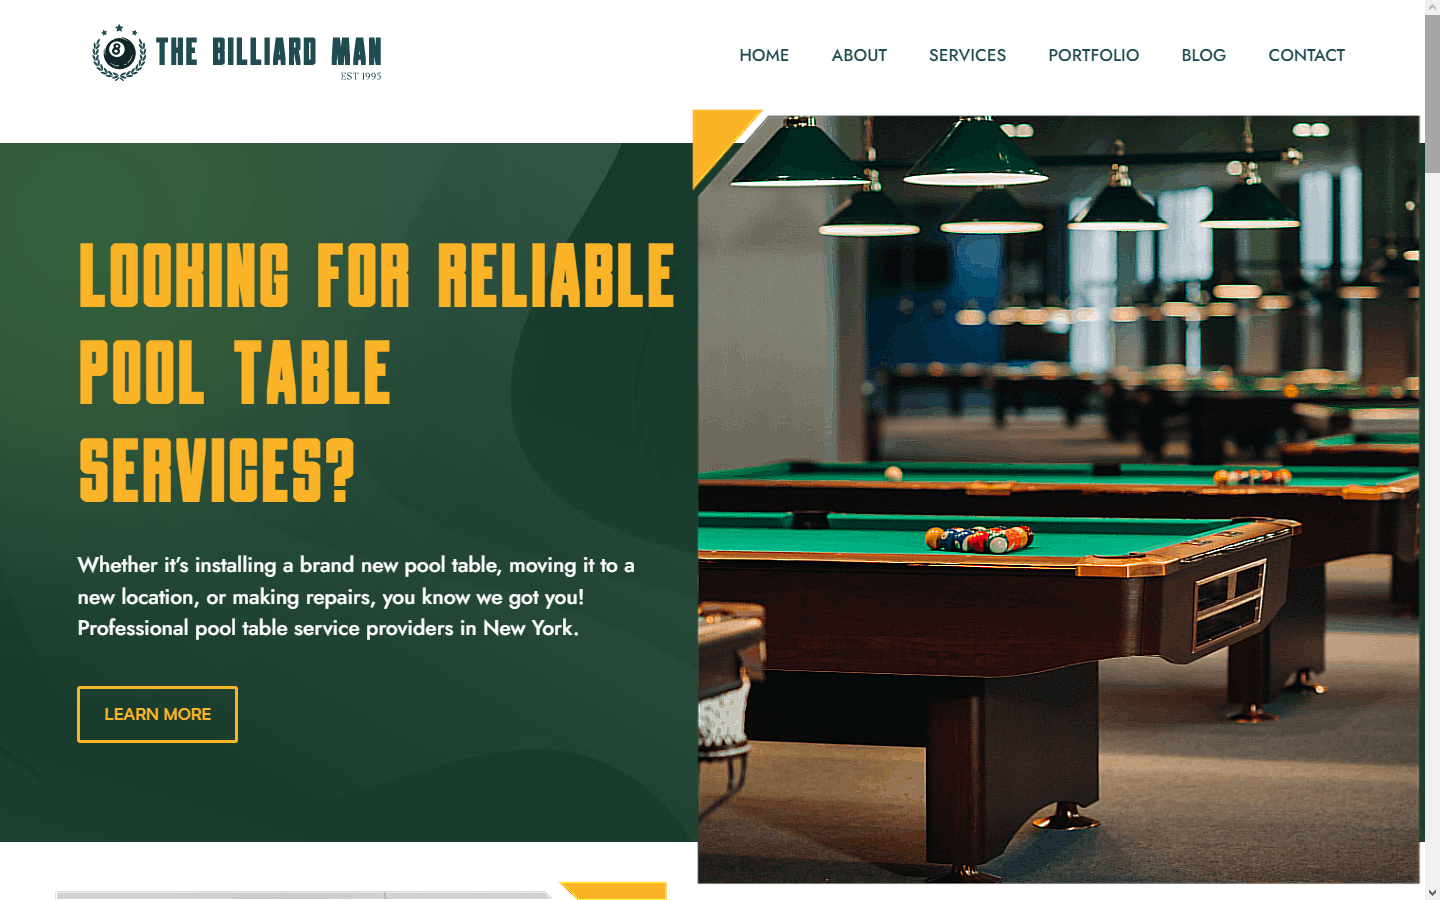 8
THE BILLIARD MAN
EST 1995
HOME ABOUT SERVICES PORTFOLIO BLOG CONTACT
LOOKING FOR RELIABLE
POOL TABLE
SERVICES?
Whether it’s installing a brand new pool table, moving it to a
new location, or making repairs, you know we got you!
Professional pool table service providers in New York.
LEARN MORE